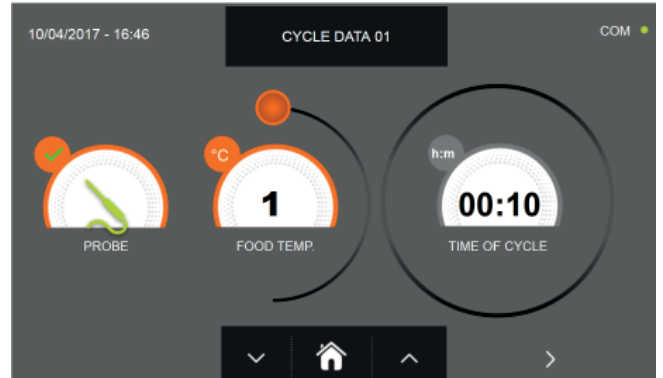 10/04/2017 - 16:46
CYCLE DATA 01
COM
°C
h:m
1
00:10
PROBE
FOOD TEMP.
TIME OF CYCLE